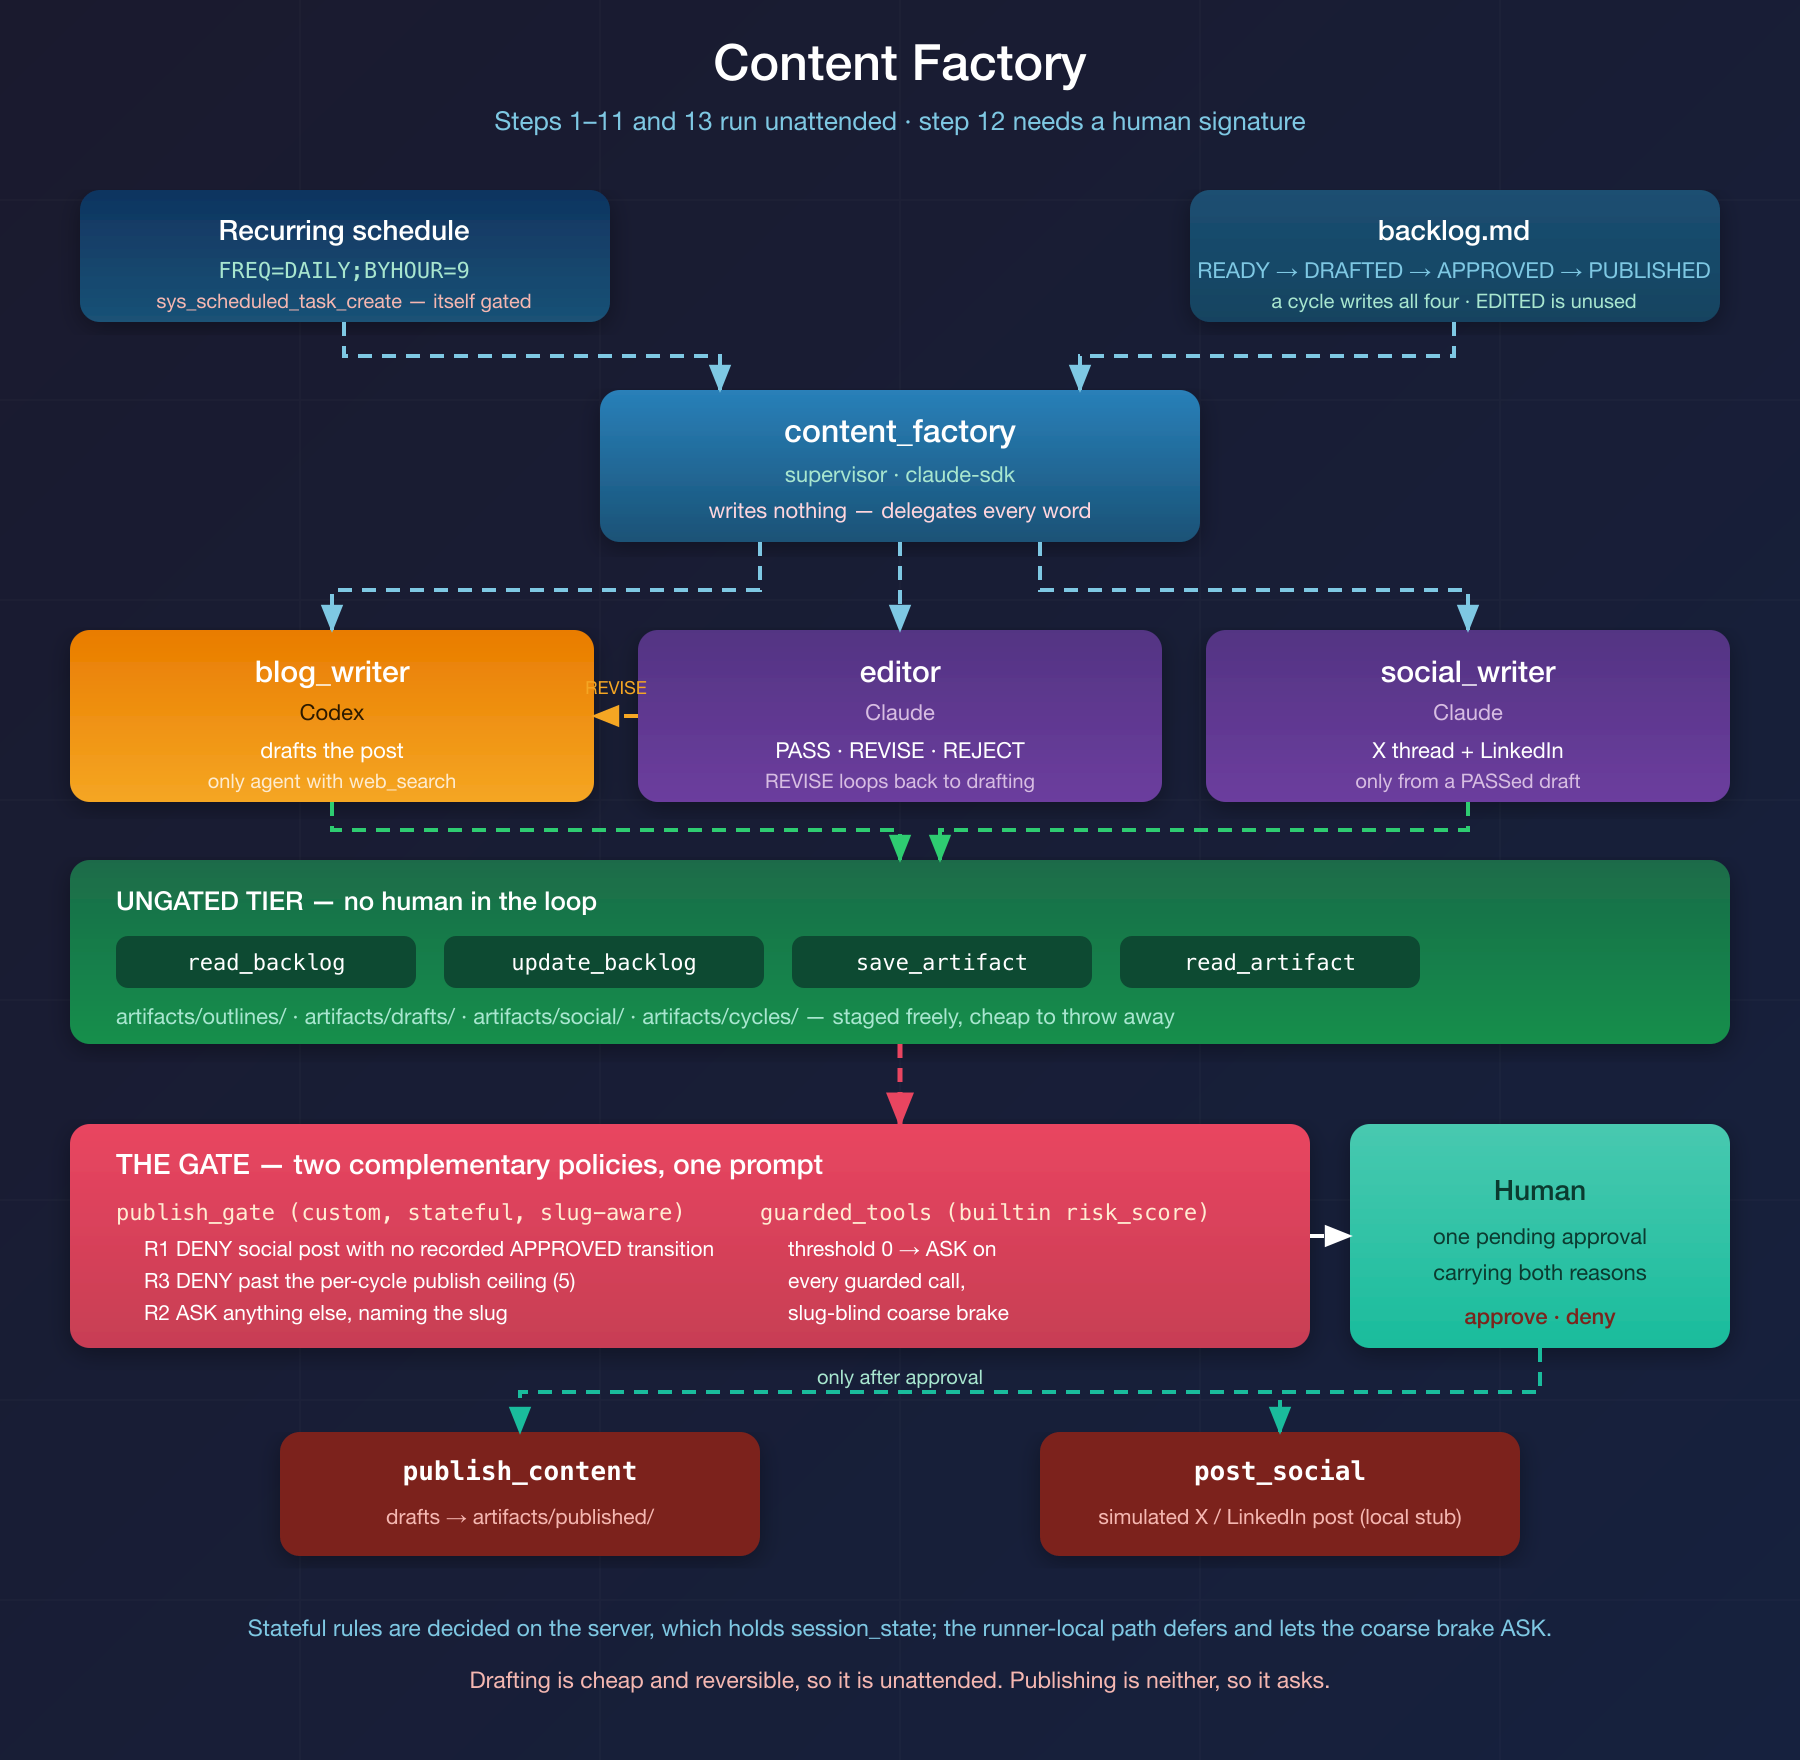 Content Factory
Steps 1–11 and 13 run unattended · step 12 needs a human signature
Recurring schedule
FREQ=DAILY;BYHOUR=9
sys_scheduled_task_create — itself gated
backlog.md
READY → DRAFTED → APPROVED → PUBLISHED
a cycle writes all four · EDITED is unused
content_factory
supervisor · claude-sdk
writes nothing — delegates every word
blog_writer
Codex
drafts the post
only agent with web_search
REVISE
editor
Claude
PASS · REVISE · REJECT
REVISE loops back to drafting
social_writer
Claude
X thread + LinkedIn
only from a PASSed draft
UNGATED TIER — no human in the loop
read_backlog
update_backlog
save_artifact
read_artifact
artifacts/outlines/ · artifacts/drafts/ · artifacts/social/ · artifacts/cycles/ — staged freely, cheap to throw away
THE GATE — two complementary policies, one prompt
publish_gate (custom, stateful, slug-aware)
R1 DENY social post with no recorded APPROVED transition
R3 DENY past the per-cycle publish ceiling (5)
R2 ASK anything else, naming the slug
guarded_tools (builtin risk_score)
threshold 0 → ASK on
every guarded call,
slug-blind coarse brake
Human
one pending approval
carrying both reasons
approve · deny
only after approval
publish_content
drafts → artifacts/published/
post_social
simulated X / LinkedIn post (local stub)
Stateful rules are decided on the server, which holds session_state; the runner-local path defers and lets the coarse brake ASK.
Drafting is cheap and reversible, so it is unattended. Publishing is neither, so it asks.